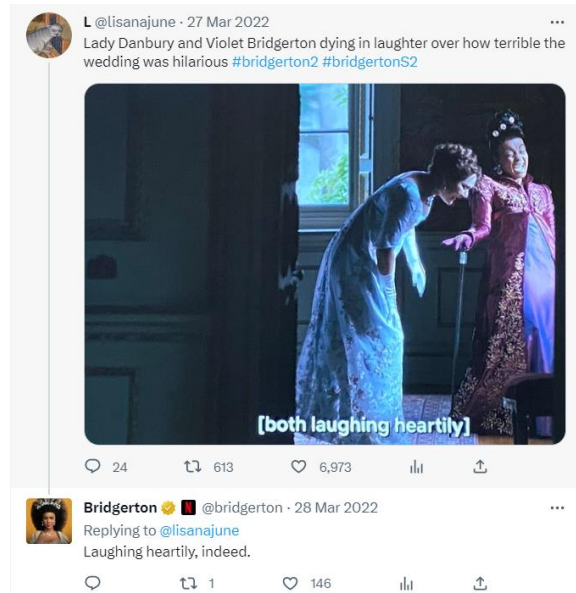 L @lisanajune · 27 Mar 2022
Lady Danbury and Violet Bridgerton dying in laughter over how terrible the
wedding was hilarious #bridgerton2 #bridgertonS2
[both laughing heartily]
24 613 6,973
Bridgerton N @bridgerton · 28 Mar 2022
Replying to @lisanajune
Laughing heartily, indeed.
1 146